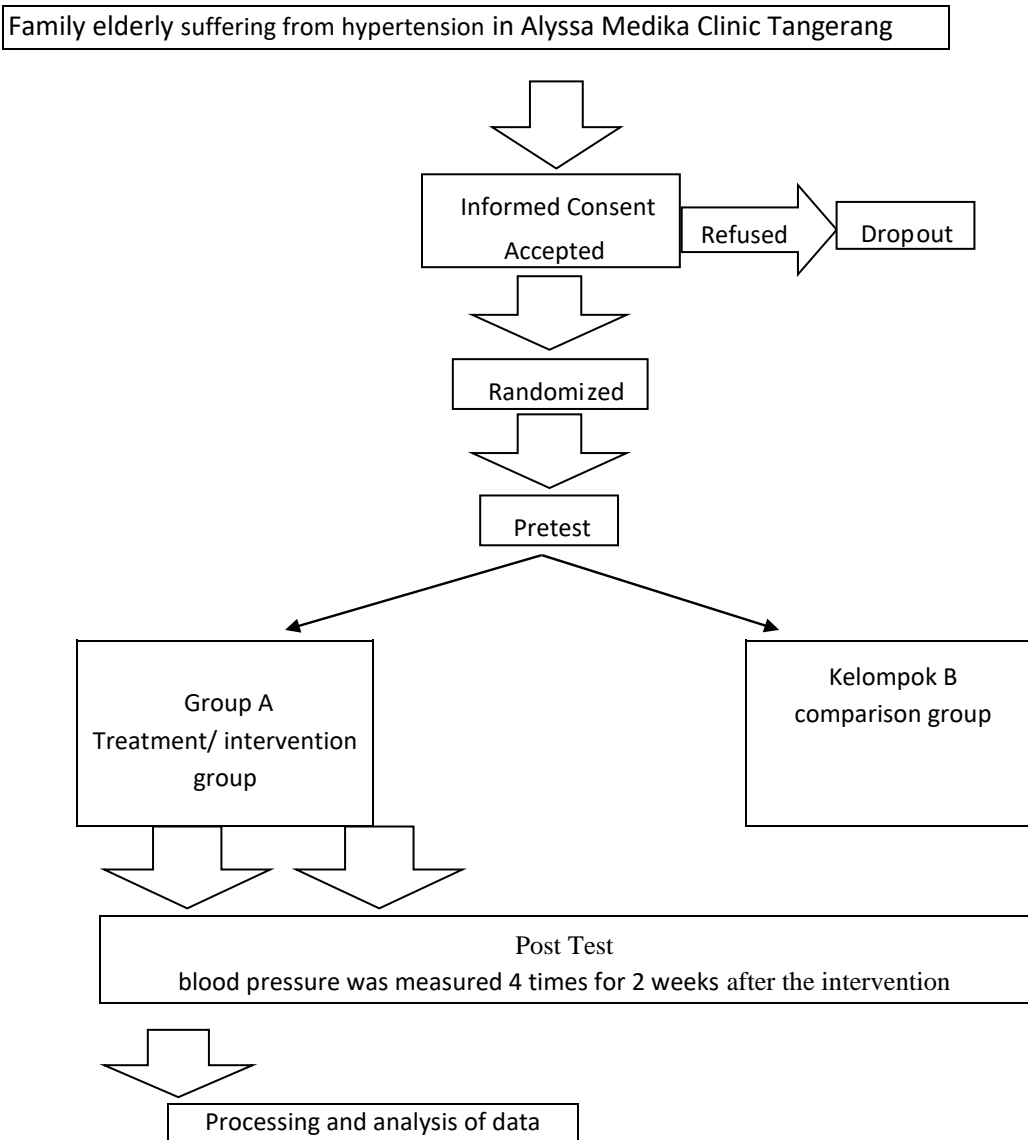 Family elderly suffering from hypertension in Alyssa Medika Clinic Tangerang
Informed Consent
Accepted
Refused
Dropout
Randomized
Pretest
Group A
Treatment/ intervention
group
Kelompok B
comparison group
Post Test
blood pressure was measured 4 times for 2 weeks after the intervention
Processing and analysis of data